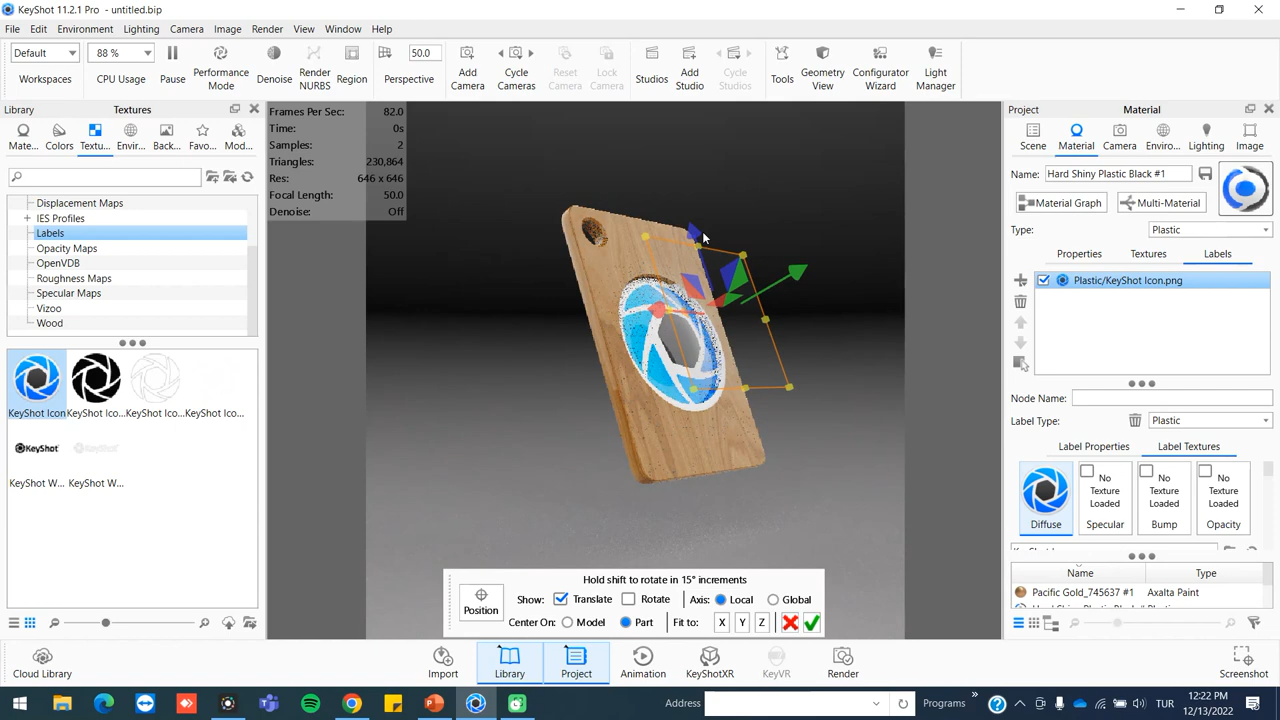 KeyShot 11.2.1 Pro - untitled.bip
File Edit Environment Lighting Camera Image Render View Window Help
Default 88 % 50.0
Workspaces CPU Usage Pause Performance Mode Denoise Render NURBS Region Perspective Add Camera Cycle Cameras Reset Camera Lock Camera Studios Add Studio Cycle Studios Tools Geometry View Configurator Wizard Light Manager
Library Textures
Mate... Colors Textu... Envir... Back... Favo... Mod...
Displacement Maps
IES Profiles
Labels
Opacity Maps
OpenVDB
Roughness Maps
Specular Maps
Vizoo
Wood
KeyShot Icon KeyShot Ico... KeyShot Ico... KeyShot Ico...
KeyShot
KeyShot W... KeyShot W...
Frames Per Sec: 82.0
Time: 0s
Samples: 2
Triangles: 230,864
Res: 646 x 646
Focal Length: 50.0
Denoise: Off
Hold shift to rotate in 15° increments
Position Show: Translate Rotate Axis: Local Global
Center On: Model Part Fit to: X Y Z
Project Material
Scene Material Camera Enviro... Lighting Image
Name: Hard Shiny Plastic Black #1
Material Graph Multi-Material
Type: Plastic
Properties Textures Labels
Plastic/KeyShot Icon.png
Node Name:
Label Type: Plastic
Label Properties Label Textures
No Texture Loaded No Texture Loaded No Texture Loaded
Diffuse Specular Bump Opacity
Name Type
Pacific Gold_745637 #1 Axalta Paint
Cloud Library Import Library Project Animation KeyShotXR KeyVR Render Screenshot
Address Programs » 12:22 PM
12/13/2022